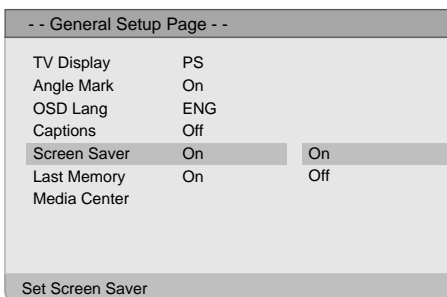 - - General Setup Page - -
TV Display PS
Angle Mark On
OSD Lang ENG
Captions Off
Screen Saver On On
Last Memory On Off
Media Center
Set Screen Saver